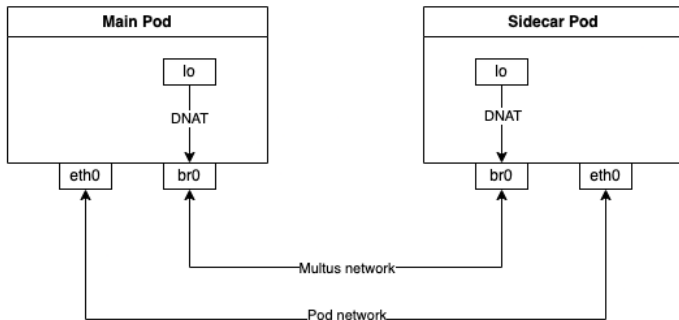 Main Pod
Sidecar Pod
lo
lo
DNAT
DNAT
eth0
br0
br0
eth0
Multus network
Pod network